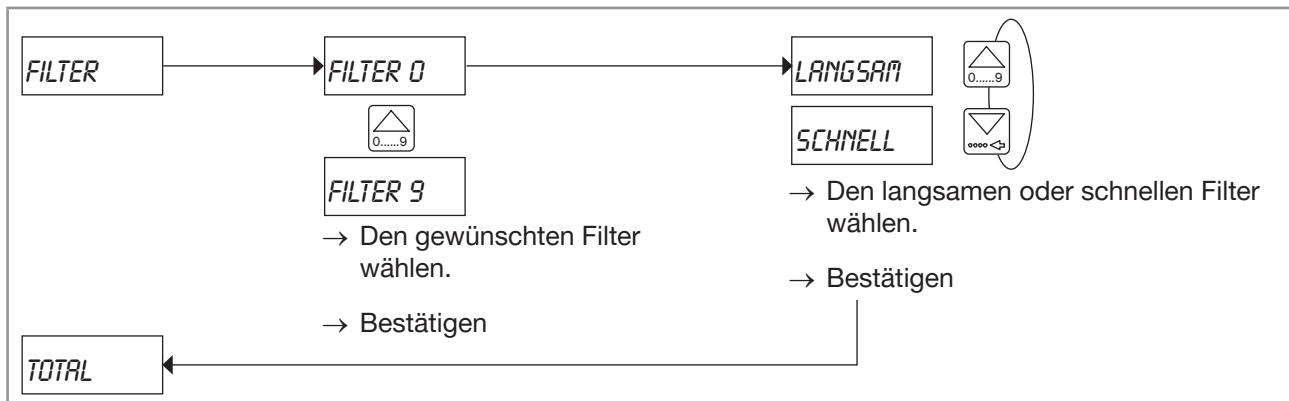 FILTER
FILTER 0
0......9
FILTER 9
→ Den gewünschten Filter
wählen.
→ Bestätigen
LANGSAM
SCHNELL
0......9
→ Den langsamen oder schnellen Filter
wählen.
→ Bestätigen
TOTAL